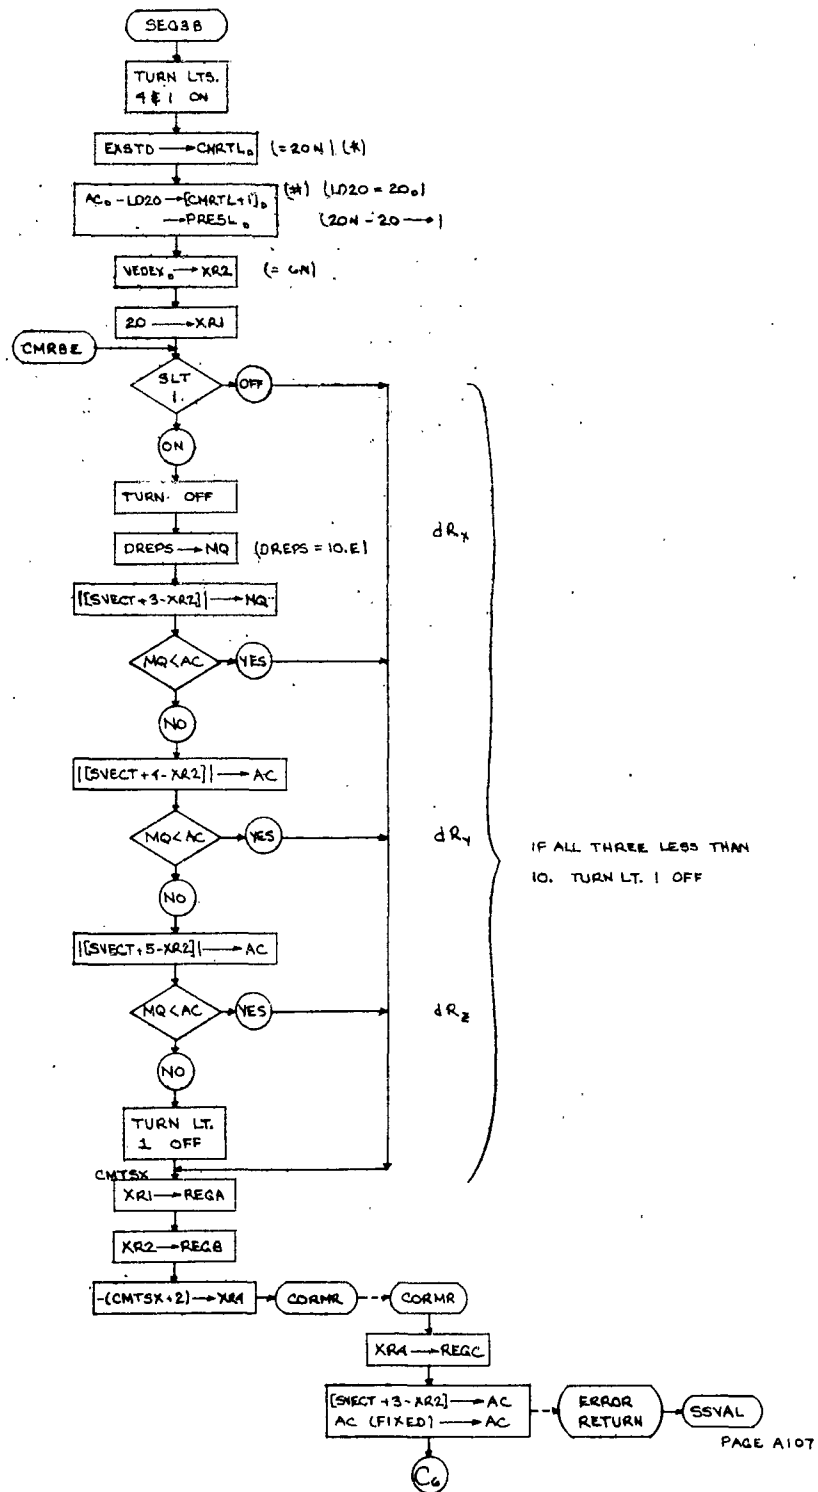 SEQ3B
TURN LTS.
4 & 1 ON
EXSTD → CMRTL₀ (=20N) (*)
AC₀ - LD20 → [CMRTL+1]₀ (*) (LD20 = 20₀)
→ PRESL₀ (20N - 20 → )
VEDEX₀ → XR2 (= 6N)
20 → XR1
CMRBE
SLT
1.
OFF
ON
TURN OFF
DREPS → MQ (DREPS = 10.E)
dRx
|[SVECT+3-XR2]| → MQ
MQ<AC
YES
NO
|[SVECT+4-XR2]| → AC
MQ<AC
YES
dRy
IF ALL THREE LESS THAN
10. TURN LT. 1 OFF
NO
|[SVECT+5-XR2]| → AC
MQ<AC
YES
dRz
NO
TURN LT.
1 OFF
CMTSX
XR1 → REGA
XR2 → REGB
-(CMTSX+2) → XR4
CORMR
CORMR
XR4 → REGC
[SVECT+3-XR2] → AC
AC (FIXED) → AC
ERROR
RETURN
SSVAL
PAGE A107
C₆